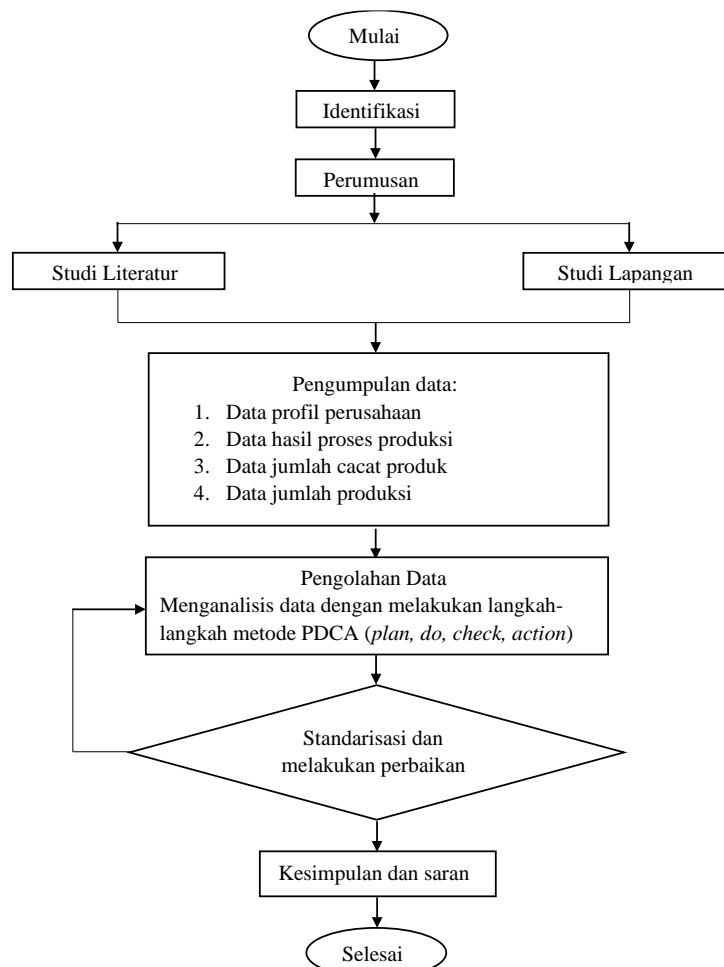 Mulai
Identifikasi
Perumusan
Studi Literatur
Studi Lapangan
Pengumpulan data:
1. Data profil perusahaan
2. Data hasil proses produksi
3. Data jumlah cacat produk
4. Data jumlah produksi
Pengolahan Data
Menganalisis data dengan melakukan langkah-
langkah metode PDCA (plan, do, check, action)
Standarisasi dan
melakukan perbaikan
Kesimpulan dan saran
Selesai